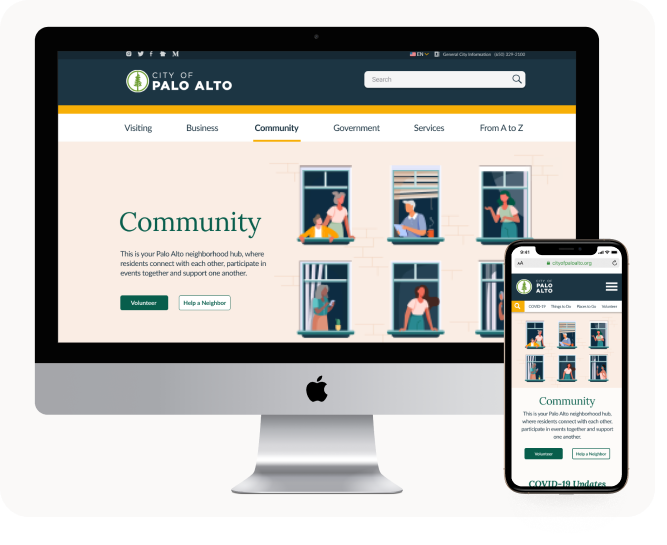 EN
General City Information (650) 329-2100
CITY OF
PALO ALTO
Search
Visiting
Business
Community
Government
Services
From A to Z
Community
This is your Palo Alto neighborhood hub, where
residents connect with each other, participate in
events together and support one another.
Volunteer
Help a Neighbor
9:41
AA
cityofpaloalto.org
CITY OF
PALO
ALTO
COVID-19
Things to Do
Places to Go
Volunteer
Community
This is your Palo Alto neighborhood hub,
where residents connect with each other,
participate in events together and support
one another.
Volunteer
Help a Neighbor
COVID-19 Updates